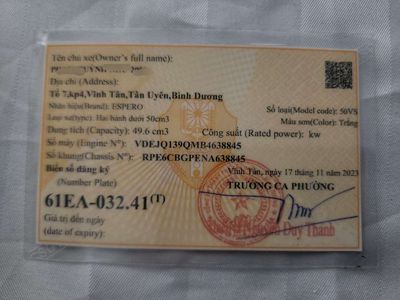 Tên chủ xe(Owner's full name):
Địa chỉ (Address):
Tổ 7,kp4,Vĩnh Tân,Tân Uyên,Bình Dương
Nhãn hiệu(Brand): ESPERO
Số loại(Model code): 50VS
Loại xe(type): Hai bánh dưới 50cm3
Màu sơn(Color): Trắng
Dung tích (Capacity): 49.6 cm3
Công suất (Rated power): kw
Số máy (Engine Nº): VDEJQ139QMB4638845
Số khung(Chassis Nº): RPE6CBGPENA638845
Biển số đăng ký
Vĩnh Tân, ngày 17 tháng 11 năm 2023
(Number Plate)
TRƯỞNG CA PHƯỜNG
61EA-032.41(T)
Giá trị đến ngày
(date of expiry):
Duy Thanh